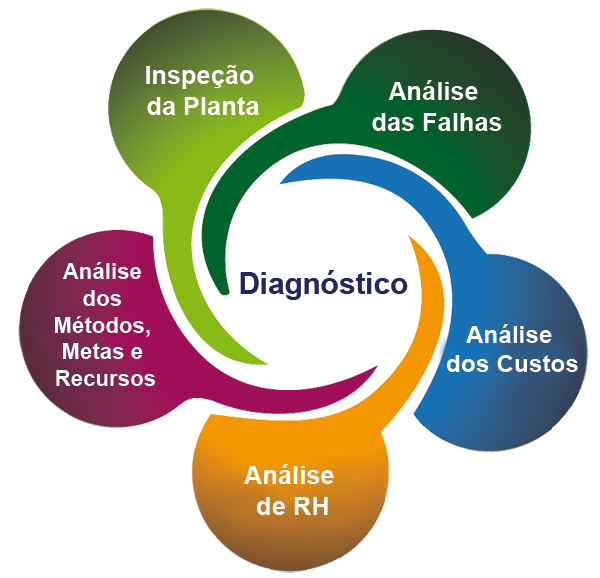 Inspeção
da Planta
Análise
das Falhas
Diagnóstico
Análise
dos
Métodos,
Metas e
Recursos
Análise
dos Custos
Análise
de RH